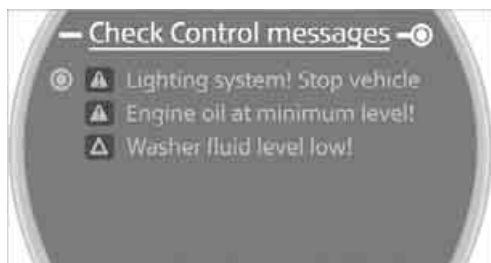 Check Control messages
Lighting system! Stop vehicle
Engine oil at minimum level!
Washer fluid level low!